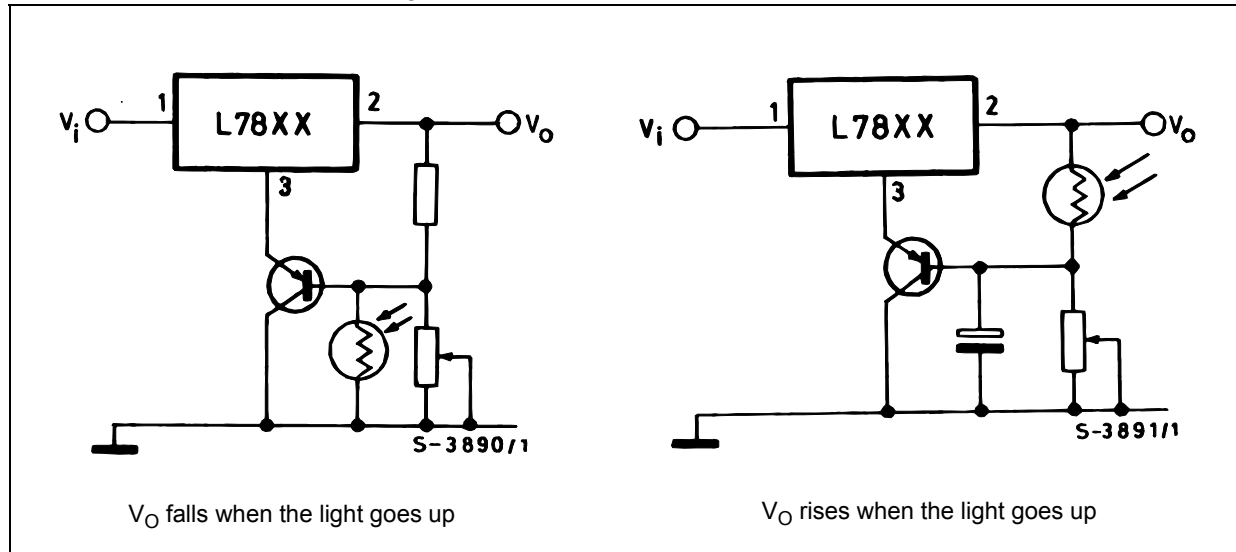 1
L78XX
2
Vi
Vo
3
S-3890/1
VO falls when the light goes up
1
L78XX
2
Vi
Vo
3
S-3891/1
VO rises when the light goes up